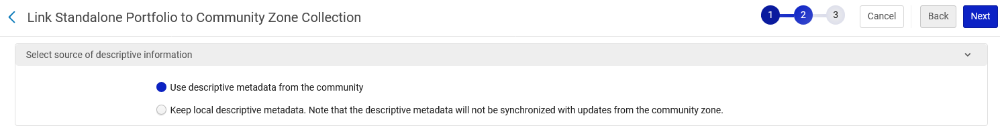 Link Standalone Portfolio to Community Zone Collection
1 2 3 Cancel Back Next
Select source of descriptive information
Use descriptive metadata from the community
Keep local descriptive metadata. Note that the descriptive metadata will not be synchronized with updates from the community zone.